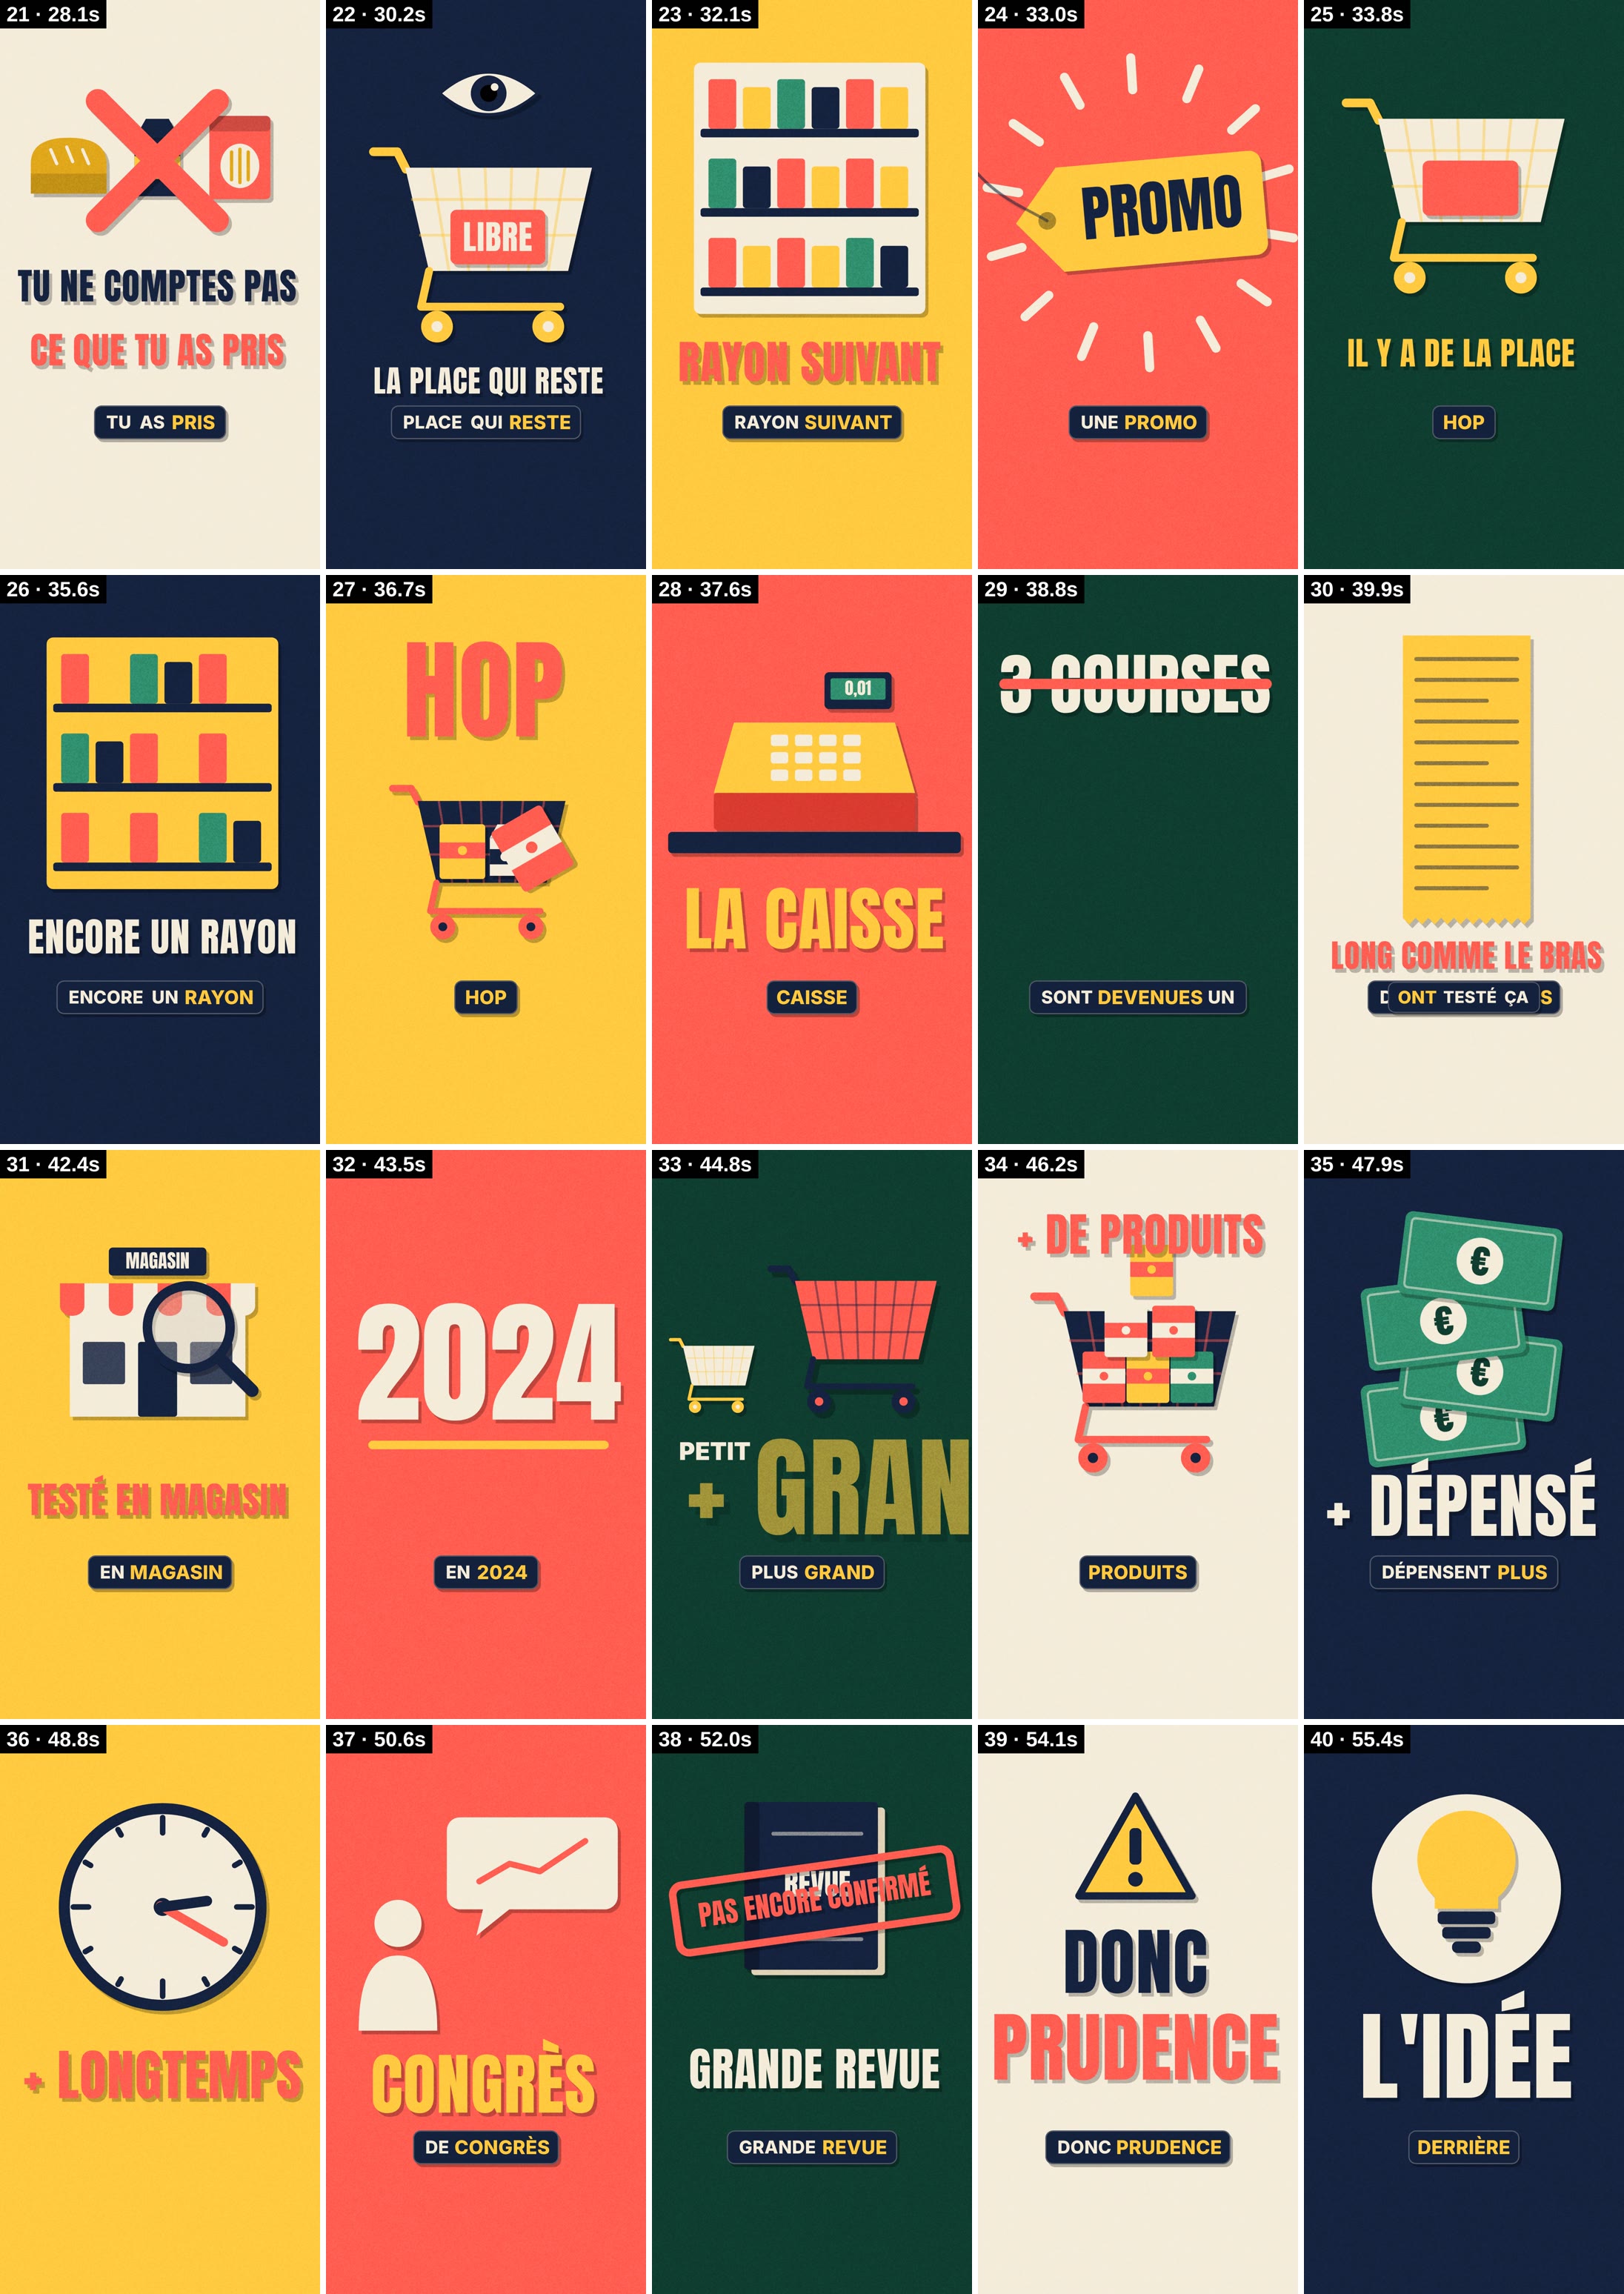 21 · 28.1s
TU NE COMPTES PAS
CE QUE TU AS PRIS
TU AS PRIS
22 · 30.2s
LIBRE
LA PLACE QUI RESTE
PLACE QUI RESTE
23 · 32.1s
RAYON SUIVANT
RAYON SUIVANT
24 · 33.0s
PROMO
UNE PROMO
25 · 33.8s
IL Y A DE LA PLACE
HOP
26 · 35.6s
ENCORE UN RAYON
ENCORE UN RAYON
27 · 36.7s
HOP
HOP
28 · 37.6s
0,01
LA CAISSE
CAISSE
29 · 38.8s
3 COURSES
SONT DEVENUES UN
30 · 39.9s
LONG COMME LE BRAS
ONT TESTÉ ÇA
31 · 42.4s
MAGASIN
TESTÉ EN MAGASIN
EN MAGASIN
32 · 43.5s
2024
EN 2024
33 · 44.8s
PETIT
+ GRAN
PLUS GRAND
34 · 46.2s
+ DE PRODUITS
PRODUITS
35 · 47.9s
€
€
€
€
+ DÉPENSÉ
DÉPENSENT PLUS
36 · 48.8s
+ LONGTEMPS
37 · 50.6s
CONGRÈS
DE CONGRÈS
38 · 52.0s
REVUE
PAS ENCORE CONFIRMÉ
GRANDE REVUE
GRANDE REVUE
39 · 54.1s
DONC
PRUDENCE
DONC PRUDENCE
40 · 55.4s
L'IDÉE
DERRIÈRE